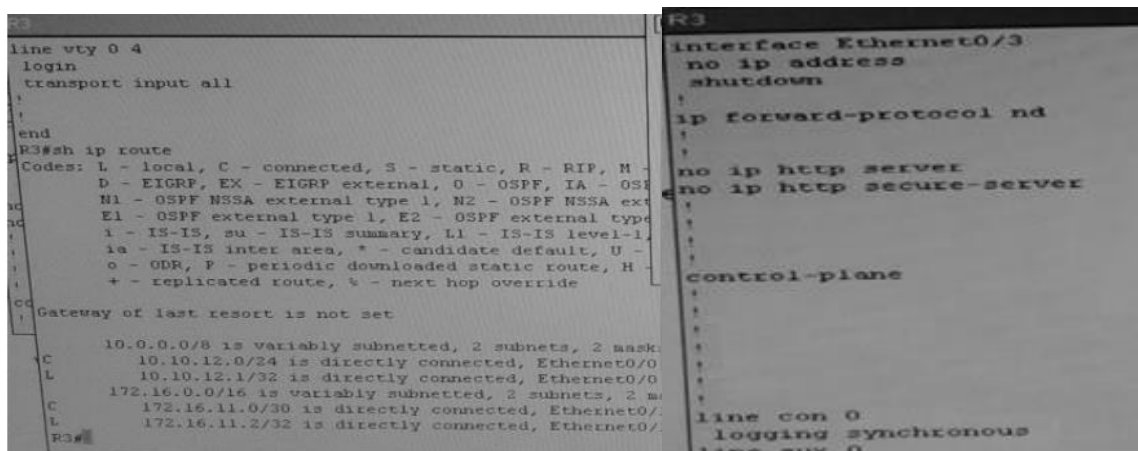 R3
line vty 0 4
login
transport input all
!
!
end
R3#sh ip route
Codes: L - local, C - connected, S - static, R - RIP, M -
D - EIGRP, EX - EIGRP external, O - OSPF, IA - OSP
N1 - OSPF NSSA external type 1, N2 - OSPF NSSA ext
E1 - OSPF external type 1, E2 - OSPF external type
i - IS-IS, su - IS-IS summary, L1 - IS-IS level-1,
ia - IS-IS inter area, * - candidate default, U -
o - ODR, P - periodic downloaded static route, H -
+ - replicated route, % - next hop override
Gateway of last resort is not set
10.0.0.0/8 is variably subnetted, 2 subnets, 2 mask
C 10.10.12.0/24 is directly connected, Ethernet0/0
L 10.10.12.1/32 is directly connected, Ethernet0/0
172.16.0.0/16 is variably subnetted, 2 subnets, 2 m
C 172.16.11.0/30 is directly connected, Ethernet0/
L 172.16.11.2/32 is directly connected, Ethernet0/
R3#
R3
interface Ethernet0/3
no ip address
shutdown
!
ip forward-protocol nd
!
!
no ip http server
no ip http secure-server
!
!
!
!
control-plane
!
!
!
!
!
!
!
line con 0
logging synchronous
line aux 0